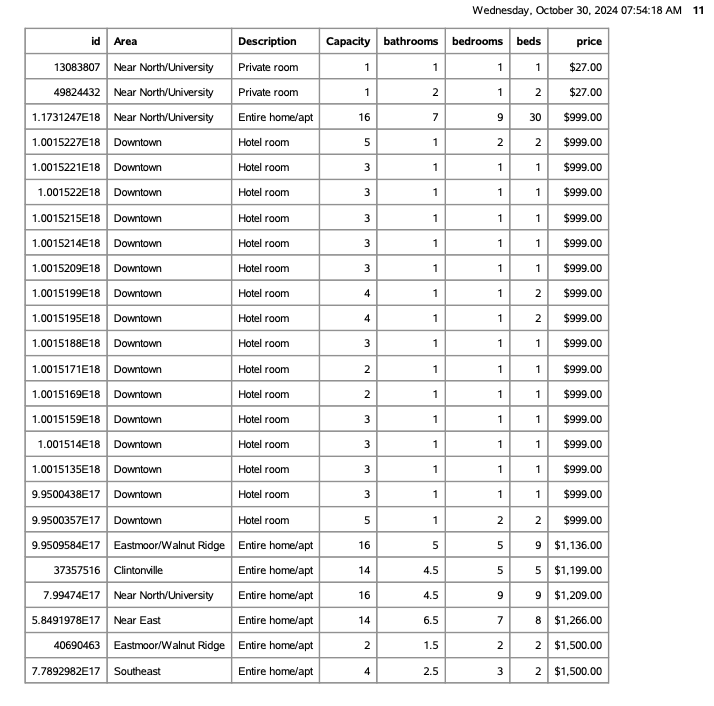 Wednesday, October 30, 2024 07:54:18 AM 11
id Area Description Capacity bathrooms bedrooms beds price
13083807 Near North/University Private room 1 1 1 1 $27.00
49824432 Near North/University Private room 1 2 1 2 $27.00
1.1731247E18 Near North/University Entire home/apt 16 7 9 30 $999.00
1.0015227E18 Downtown Hotel room 5 1 2 2 $999.00
1.0015221E18 Downtown Hotel room 3 1 1 1 $999.00
1.001522E18 Downtown Hotel room 3 1 1 1 $999.00
1.0015215E18 Downtown Hotel room 3 1 1 1 $999.00
1.0015214E18 Downtown Hotel room 3 1 1 1 $999.00
1.0015209E18 Downtown Hotel room 3 1 1 1 $999.00
1.0015199E18 Downtown Hotel room 4 1 1 2 $999.00
1.0015195E18 Downtown Hotel room 4 1 1 2 $999.00
1.0015188E18 Downtown Hotel room 3 1 1 1 $999.00
1.0015171E18 Downtown Hotel room 2 1 1 1 $999.00
1.0015169E18 Downtown Hotel room 2 1 1 1 $999.00
1.0015159E18 Downtown Hotel room 3 1 1 1 $999.00
1.001514E18 Downtown Hotel room 3 1 1 1 $999.00
1.0015135E18 Downtown Hotel room 3 1 1 1 $999.00
9.9500438E17 Downtown Hotel room 3 1 1 1 $999.00
9.9500357E17 Downtown Hotel room 5 1 2 2 $999.00
9.9509584E17 Eastmoor/Walnut Ridge Entire home/apt 16 5 5 9 $1,136.00
37357516 Clintonville Entire home/apt 14 4.5 5 5 $1,199.00
7.99474E17 Near North/University Entire home/apt 16 4.5 9 9 $1,209.00
5.8491978E17 Near East Entire home/apt 14 6.5 7 8 $1,266.00
40690463 Eastmoor/Walnut Ridge Entire home/apt 2 1.5 2 2 $1,500.00
7.7892982E17 Southeast Entire home/apt 4 2.5 3 2 $1,500.00